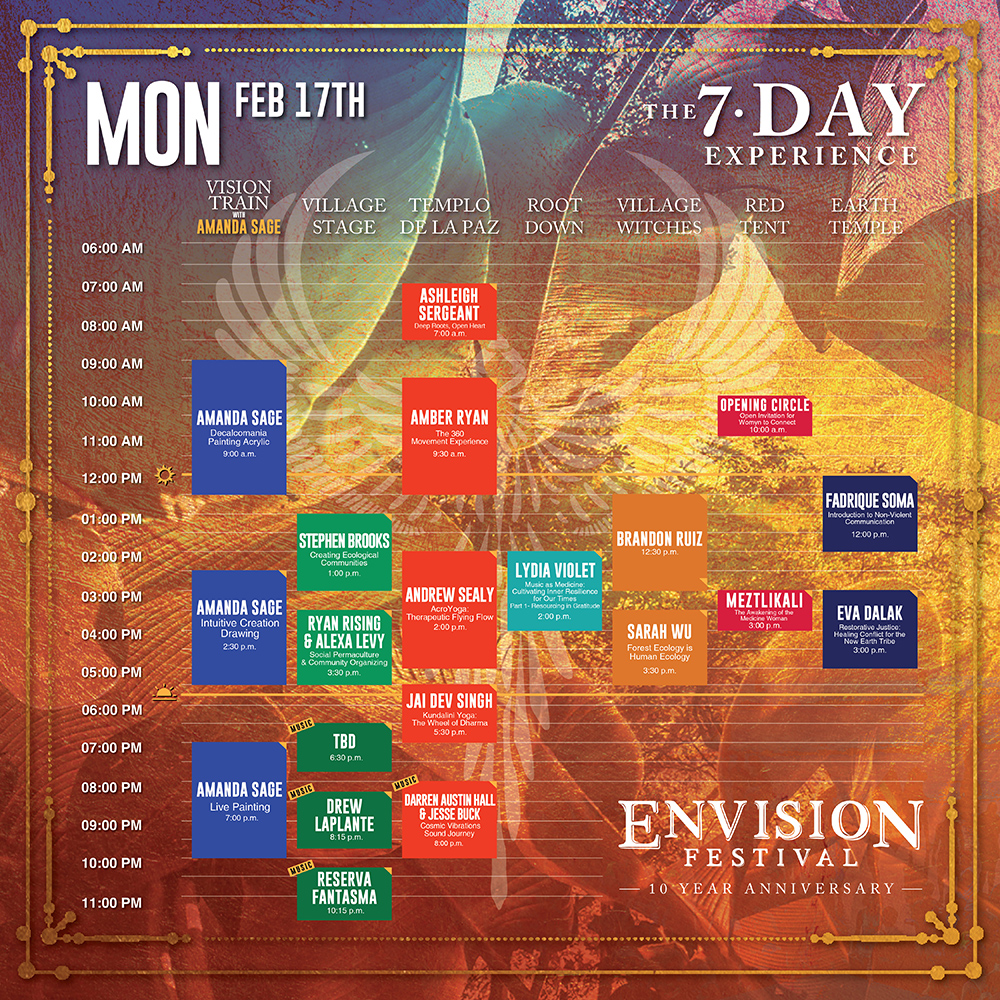 MON FEB 17TH
THE 7·DAY
EXPERIENCE
VISION
TRAIN
WITH
AMANDA SAGE
VILLAGE
STAGE
TEMPLO
DE LA PAZ
ROOT
DOWN
VILLAGE
WITCHES
RED
TENT
EARTH
TEMPLE
06:00 AM
07:00 AM
08:00 AM
09:00 AM
10:00 AM
11:00 AM
12:00 PM
01:00 PM
02:00 PM
03:00 PM
04:00 PM
05:00 PM
06:00 PM
07:00 PM
08:00 PM
09:00 PM
10:00 PM
11:00 PM
AMANDA SAGE
Decalcomania
Painting Acrylic
9:00 a.m.
AMANDA SAGE
Intuitive Creation
Drawing
2:30 p.m.
AMANDA SAGE
Live Painting
7:00 p.m.
STEPHEN BROOKS
Creating Ecological
Communities
1:00 p.m.
RYAN RISING
& ALEXA LEVY
Social Permaculture
& Community Organizing
3:30 p.m.
MUSIC
TBD
6:30 p.m.
MUSIC
DREW
LAPLANTE
8:15 p.m.
MUSIC
RESERVA
FANTASMA
10:15 p.m.
ASHLEIGH
SERGEANT
Deep Roots, Open Heart
7:00 a.m.
AMBER RYAN
The 360
Movement Experience
9:30 a.m.
ANDREW SEALY
AcroYoga:
Therapeutic Flying Flow
2:00 p.m.
JAI DEV SINGH
Kundalini Yoga:
The Wheel of Dharma
5:30 p.m.
MUSIC
DARREN AUSTIN HALL
& JESSE BUCK
Cosmic Vibrations
Sound Journey
8:00 p.m.
LYDIA VIOLET
Music as Medicine:
Cultivating Inner Resilience
for Our Times
Part 1- Resourcing in Gratitude
2:00 p.m.
BRANDON RUIZ
12:30 p.m.
SARAH WU
Forest Ecology is
Human Ecology
3:30 p.m.
OPENING CIRCLE
Open Invitation for
Womyn to Connect
10:00 a.m.
MEZTLIKALI
The Awakening of the
Medicine Woman
3:00 p.m.
FADRIQUE SOMA
Introduction to Non-Violent
Communication
12:00 p.m.
EVA DALAK
Restorative Justice:
Healing Conflict for the
New Earth Tribe
3:00 p.m.
ENVISION
FESTIVAL
— 10 YEAR ANNIVERSARY —